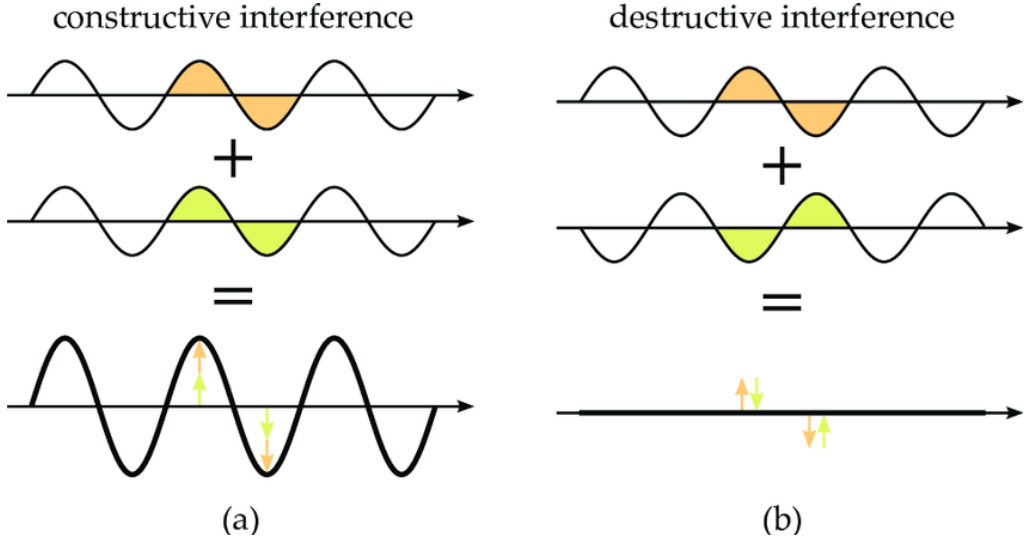 constructive interference
destructive interference
+
+
=
=
(a)
(b)